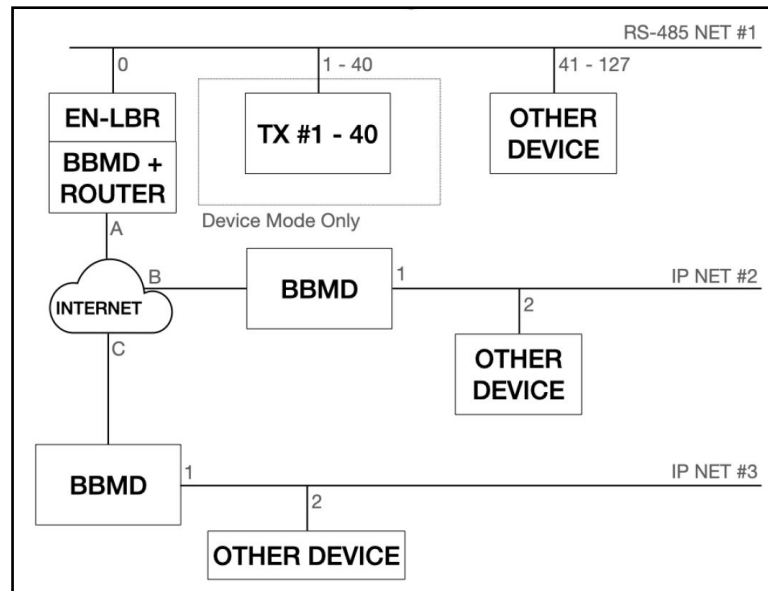 RS-485 NET #1
0
1 - 40
41 - 127
EN-LBR
BBMD +
ROUTER
TX #1 - 40
OTHER
DEVICE
Device Mode Only
A
INTERNET
B
BBMD
1
IP NET #2
2
OTHER
DEVICE
C
BBMD
1
IP NET #3
2
OTHER DEVICE